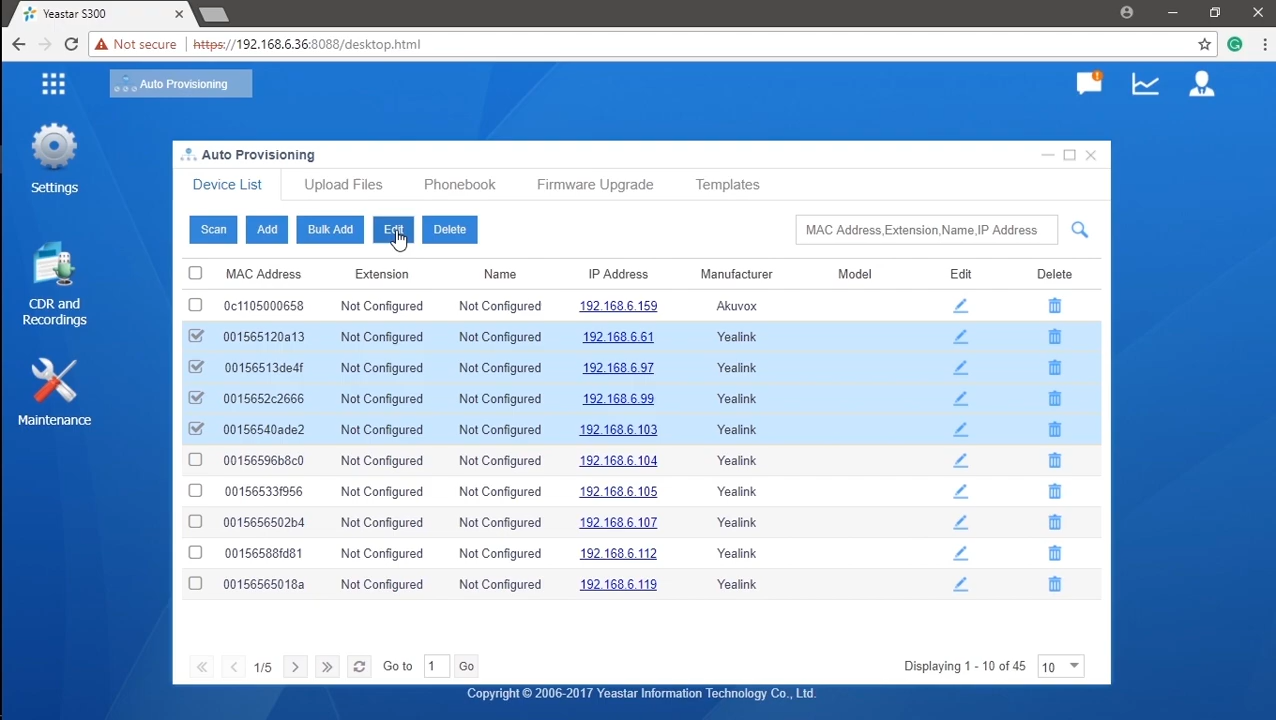 Yeastar S300
Not secure https://192.168.6.36:8088/desktop.html
Auto Provisioning
Settings
CDR and
Recordings
Maintenance
Auto Provisioning
Device List Upload Files Phonebook Firmware Upgrade Templates
Scan Add Bulk Add Edit Delete MAC Address,Extension,Name,IP Address
MAC Address Extension Name IP Address Manufacturer Model Edit Delete
0c1105000658 Not Configured Not Configured 192.168.6.159 Akuvox
001565120a13 Not Configured Not Configured 192.168.6.61 Yealink
00156513de4f Not Configured Not Configured 192.168.6.97 Yealink
0015652c2666 Not Configured Not Configured 192.168.6.99 Yealink
00156540ade2 Not Configured Not Configured 192.168.6.103 Yealink
00156596b8c0 Not Configured Not Configured 192.168.6.104 Yealink
00156533f956 Not Configured Not Configured 192.168.6.105 Yealink
0015656502b4 Not Configured Not Configured 192.168.6.107 Yealink
00156588fd81 Not Configured Not Configured 192.168.6.112 Yealink
00156565018a Not Configured Not Configured 192.168.6.119 Yealink
1/5 Go to 1 Go Displaying 1 - 10 of 45 10
Copyright © 2006-2017 Yeastar Information Technology Co., Ltd.